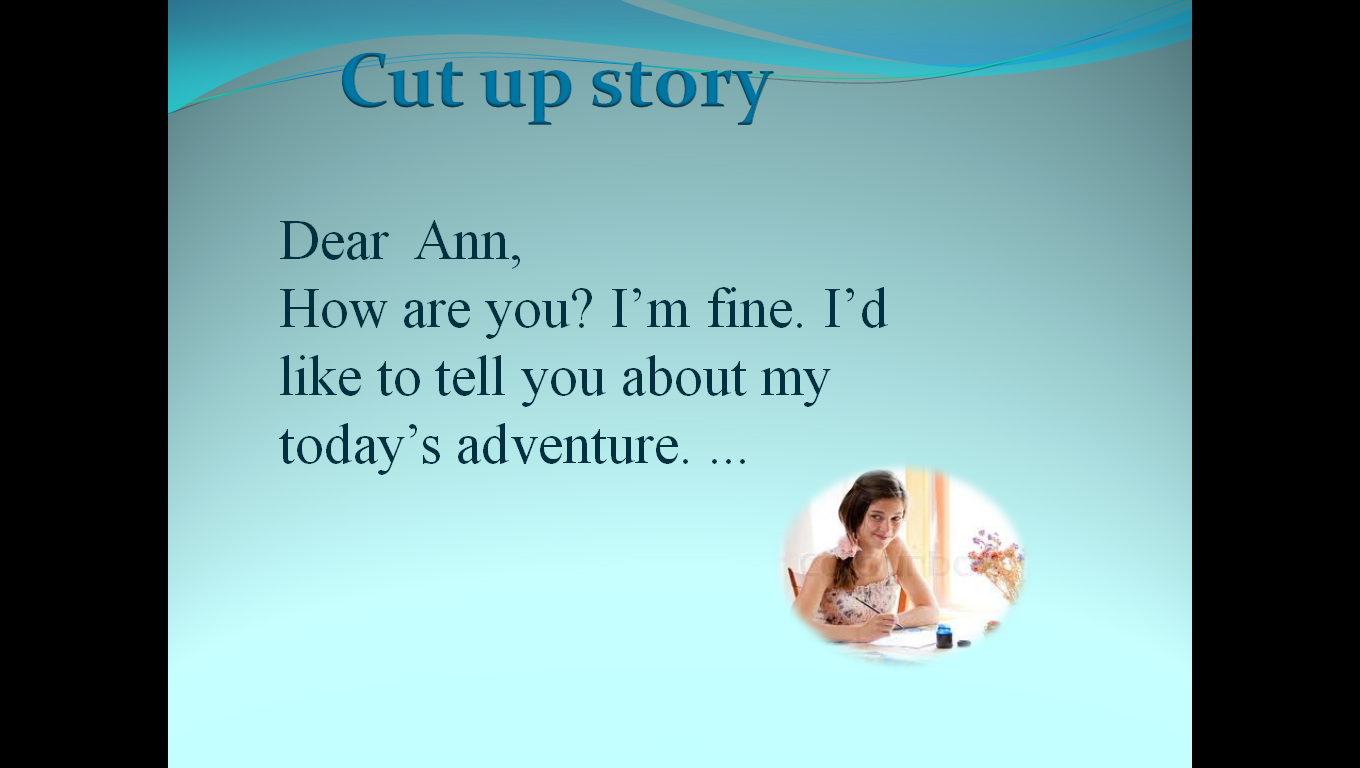 Cut up story
Dear Ann,
How are you? I’m fine. I’d
like to tell you about my
today’s adventure. ...